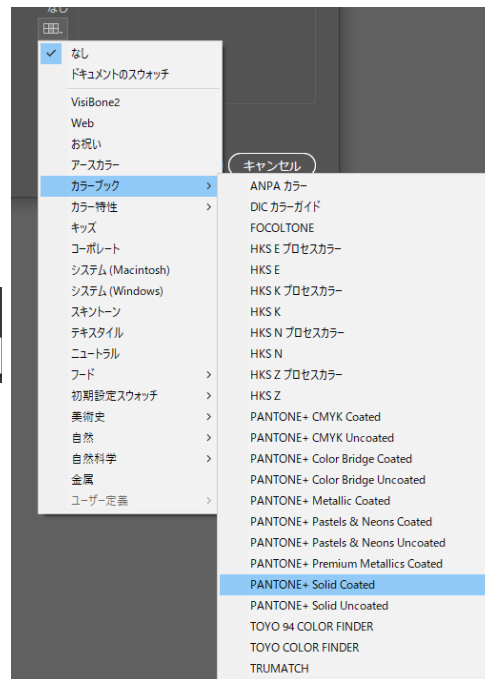 なし
なし
ドキュメントのスウォッチ
VisiBone2
Web
お祝い
アースカラー
カラーブック
カラー特性
キッズ
コーポレート
システム (Macintosh)
システム (Windows)
スキントーン
テキスタイル
ニュートラル
フード
初期設定スウォッチ
美術史
自然
自然科学
金属
ユーザー定義
キャンセル
ANPA カラー
DIC カラーガイド
FOCOLTONE
HKS E プロセスカラー
HKS E
HKS K プロセスカラー
HKS K
HKS N プロセスカラー
HKS N
HKS Z プロセスカラー
HKS Z
PANTONE+ CMYK Coated
PANTONE+ CMYK Uncoated
PANTONE+ Color Bridge Coated
PANTONE+ Color Bridge Uncoated
PANTONE+ Metallic Coated
PANTONE+ Pastels & Neons Coated
PANTONE+ Pastels & Neons Uncoated
PANTONE+ Premium Metallics Coated
PANTONE+ Solid Coated
PANTONE+ Solid Uncoated
TOYO 94 COLOR FINDER
TOYO COLOR FINDER
TRUMATCH